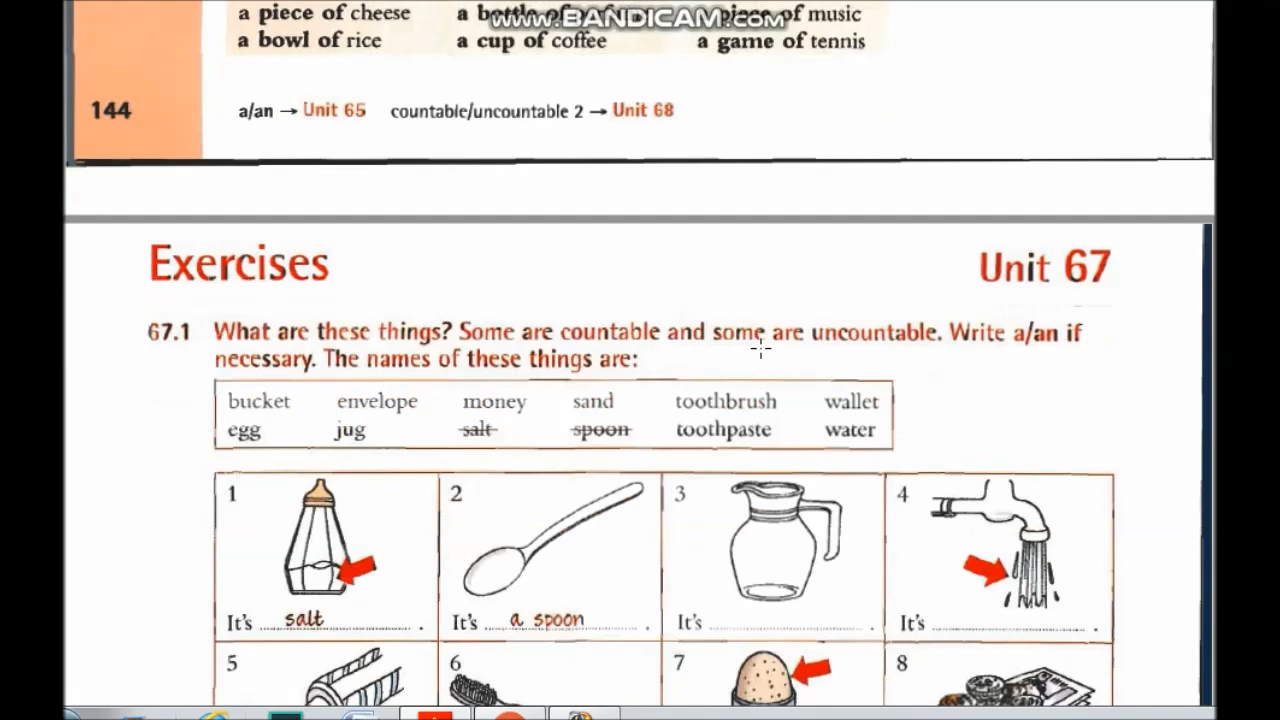 a piece of cheese a bottle of of music
a bowl of rice a cup of coffee a game of tennis
www.BANDICAM.com
144
a/an → Unit 65 countable/uncountable 2 → Unit 68
Exercises Unit 67
67.1 What are these things? Some are countable and some are uncountable. Write a/an if
necessary. The names of these things are:
bucket envelope money sand toothbrush wallet
egg jug salt spoon toothpaste water
1 2 3 4
It's salt . It's a spoon . It's . It's .
5 6 7 8